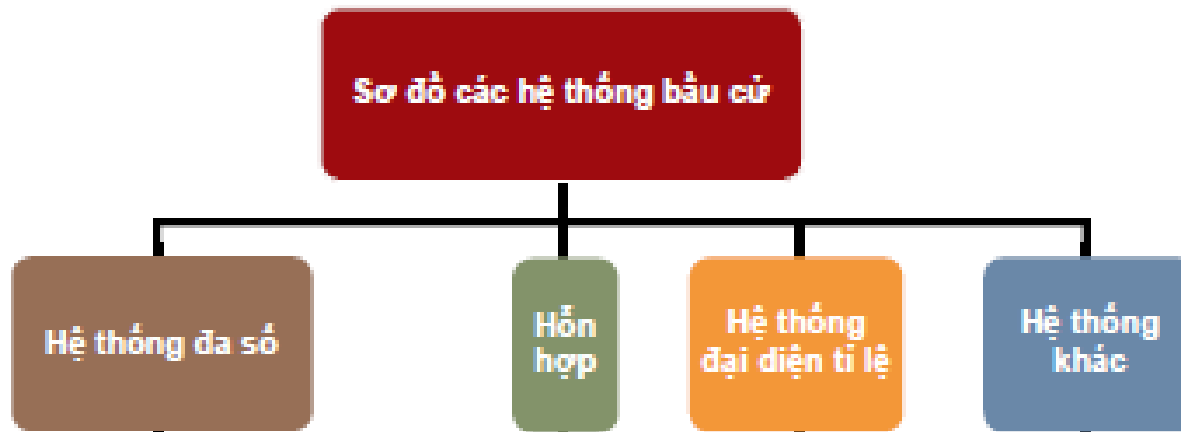 Sơ đồ các hệ thống bầu cử
Hệ thống đa số
Hỗn
hợp
Hệ thống
đại diện tỉ lệ
Hệ thống
khác